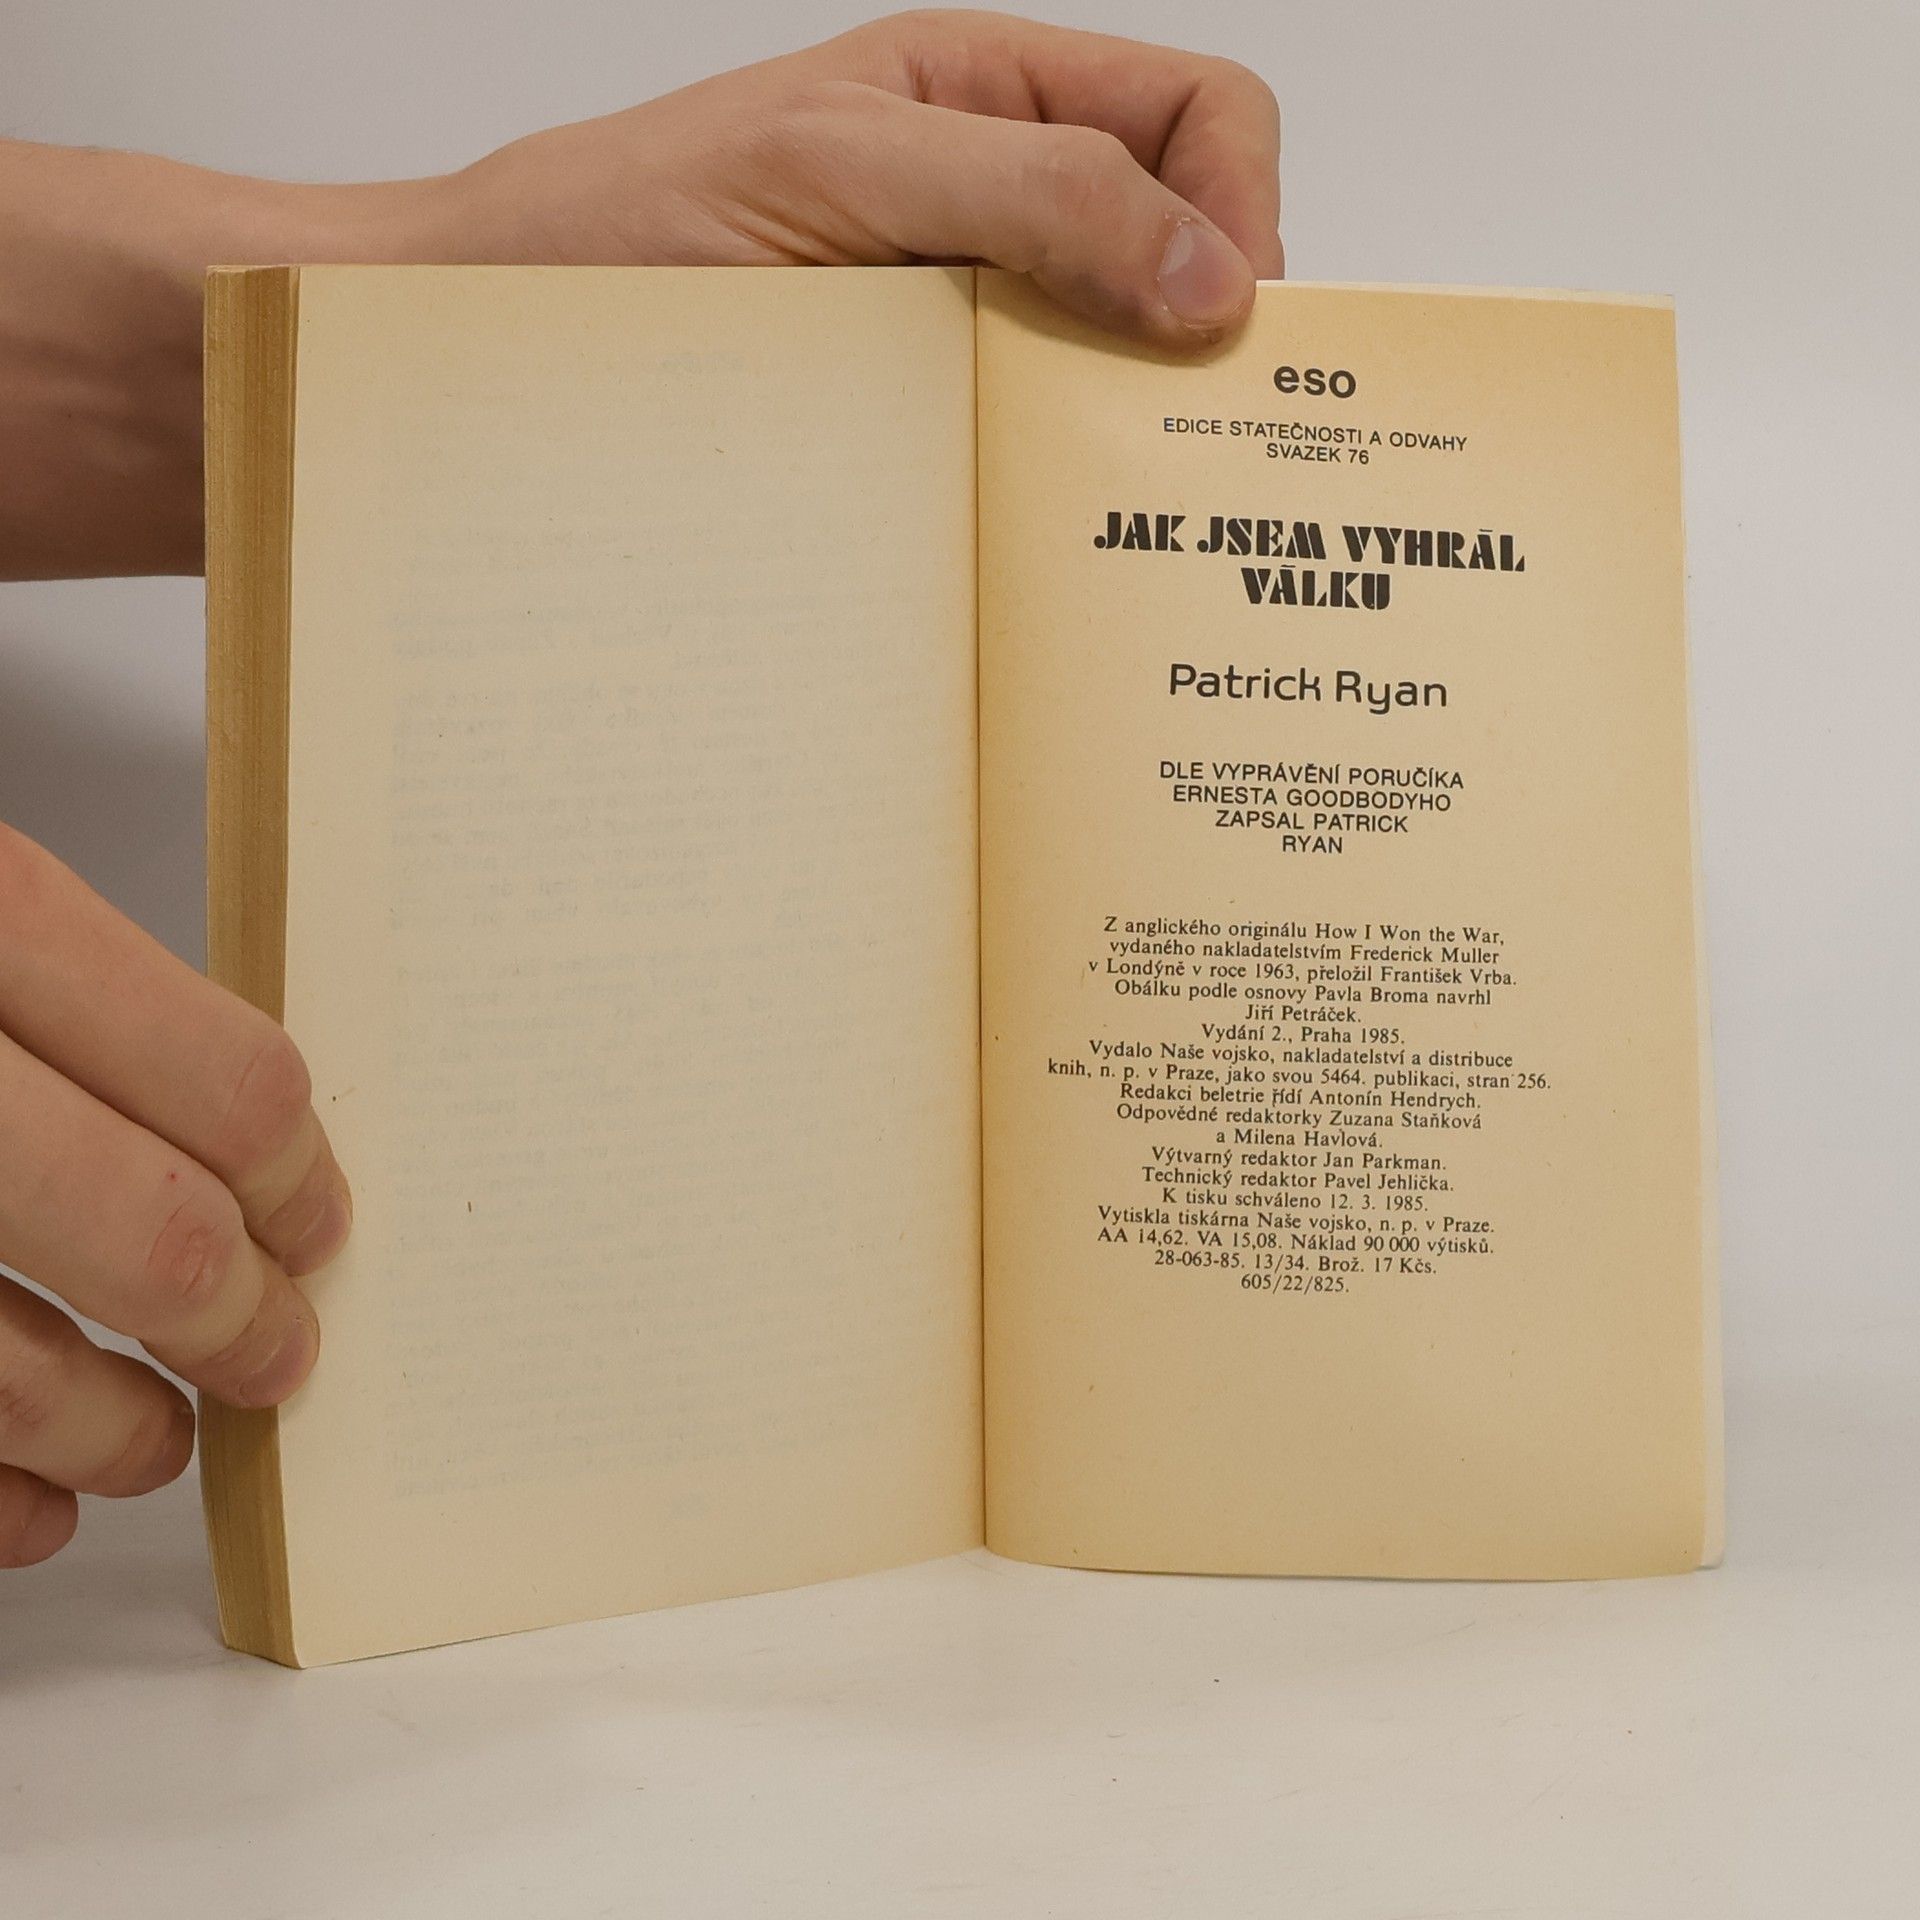 eso
EDICE STATEČNOSTI A ODVAHY
SVAZEK 76
JAK JSEM VYHRÁL
VÁLKU
Patrick Ryan
DLE VYPRÁVĚNÍ PORUČÍKA
ERNESTA GOODBODYHO
ZAPSAL PATRICK
RYAN
Z anglického originálu How I Won the War,
vydaného nakladatelstvím Frederick Muller
v Londýně v roce 1963, přeložil František Vrba.
Obálku podle osnovy Pavla Broma navrhl
Jiří Petráček.
Vydání 2., Praha 1985.
Vydalo Naše vojsko, nakladatelství a distribuce
knih, n. p. v Praze, jako svou 5464. publikaci, stran 256.
Redakci beletrie řídí Antonín Hendrych.
Odpovědné redaktorky Zuzana Staňková
a Milena Havlová.
Výtvarný redaktor Jan Parkman.
Technický redaktor Pavel Jehlička.
K tisku schváleno 12. 3. 1985.
Vytiskla tiskárna Naše vojsko, n. p. v Praze.
AA 14,62. VA 15,08. Náklad 90 000 výtisků.
28-063-85. 13/34. Brož. 17 Kčs.
605/22/825.